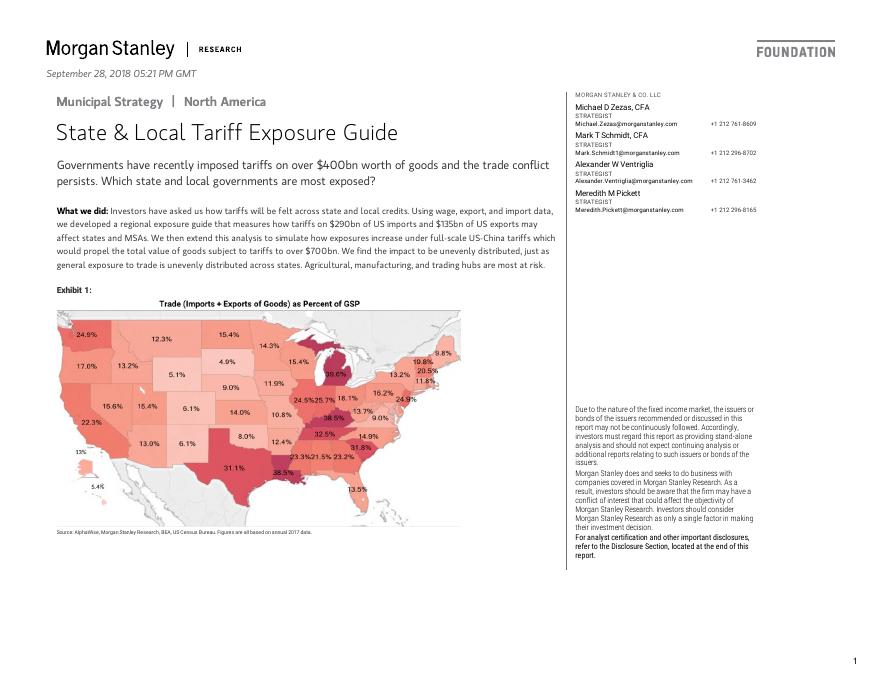 Morgan Stanley | RESEARCH
FOUNDATION
September 28, 2018 05:21 PM GMT
Municipal Strategy | North America
State & Local Tariff Exposure Guide
Governments have recently imposed tariffs on over $400bn worth of goods and the trade conflict
persists. Which state and local governments are most exposed?
What we did: Investors have asked us how tariffs will be felt across state and local credits. Using wage, export, and import data,
we developed a regional exposure guide that measures how tariffs on $290bn of US imports and $135bn of US exports may
affect states and MSAs. We then extend this analysis to simulate how exposures increase under full-scale US-China tariffs which
would propel the total value of goods subject to tariffs to over $700bn. We find the impact to be unevenly distributed, just as
general exposure to trade is unevenly distributed across states. Agricultural, manufacturing, and trading hubs are most at risk.
Exhibit 1:
Trade (Imports + Exports of Goods) as Percent of GSP
24.9%
12.3%
15.4%
14.3%
9.8%
17.0%
13.2%
4.9%
15.4%
39.6%
19.8%
20.5%
11.8%
13.2%
5.1%
11.9%
9.0%
16.2%
24.9%
15.6%
15.4%
6.1%
14.0%
24.5%
25.7%
18.1%
13.7%
9.0%
22.3%
10.8%
38.5%
13.0%
6.1%
8.0%
12.4%
32.5%
14.9%
31.8%
13%
31.1%
38.5%
23.3%
21.5%
23.2%
5.4%
13.5%
Source: AlphaWise, Morgan Stanley Research, BEA, US Census Bureau. Figures are all based on annual 2017 data.
MORGAN STANLEY & CO. LLC
Michael D Zezas, CFA
STRATEGIST
Michael.Zezas@morganstanley.com +1 212 761-8609
Mark T Schmidt, CFA
STRATEGIST
Mark.Schmidt1@morganstanley.com +1 212 296-8702
Alexander W Ventriglia
STRATEGIST
Alexander.Ventriglia@morganstanley.com +1 212 761-3462
Meredith M Pickett
STRATEGIST
Meredith.Pickett@morganstanley.com +1 212 296-8165
Due to the nature of the fixed income market, the issuers or
bonds of the issuers recommended or discussed in this
report may not be continuously followed. Accordingly,
investors must regard this report as providing stand-alone
analysis and should not expect continuing analysis or
additional reports relating to such issuers or bonds of the
issuers.
Morgan Stanley does and seeks to do business with
companies covered in Morgan Stanley Research. As a
result, investors should be aware that the firm may have a
conflict of interest that could affect the objectivity of
Morgan Stanley Research. Investors should consider
Morgan Stanley Research as only a single factor in making
their investment decision.
For analyst certification and other important disclosures,
refer to the Disclosure Section, located at the end of this
report.
1